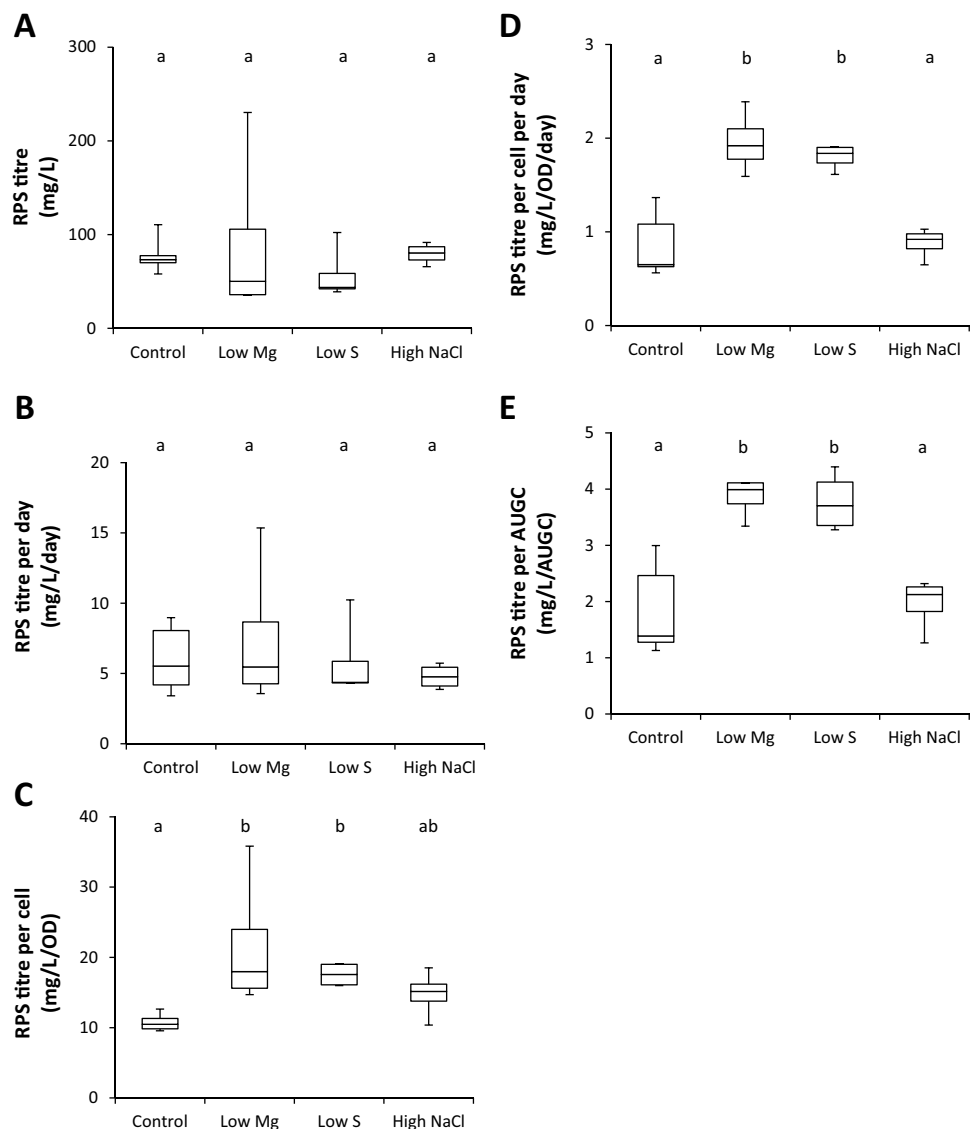 A
a a a a
RPS titre
(mg/L)
300
200
100
0
Control Low Mg Low S High NaCl
B
a a a a
RPS titre per day
(mg/L/day)
20
15
10
5
0
Control Low Mg Low S High NaCl
C
a b b ab
RPS titre per cell
(mg/L/OD)
40
30
20
10
0
Control Low Mg Low S High NaCl
D
a b b a
RPS titre per cell per day
(mg/L/OD/day)
3
2
1
0
Control Low Mg Low S High NaCl
E
a b b a
RPS titre per AUGC
(mg/L/AUGC)
5
4
3
2
1
0
Control Low Mg Low S High NaCl